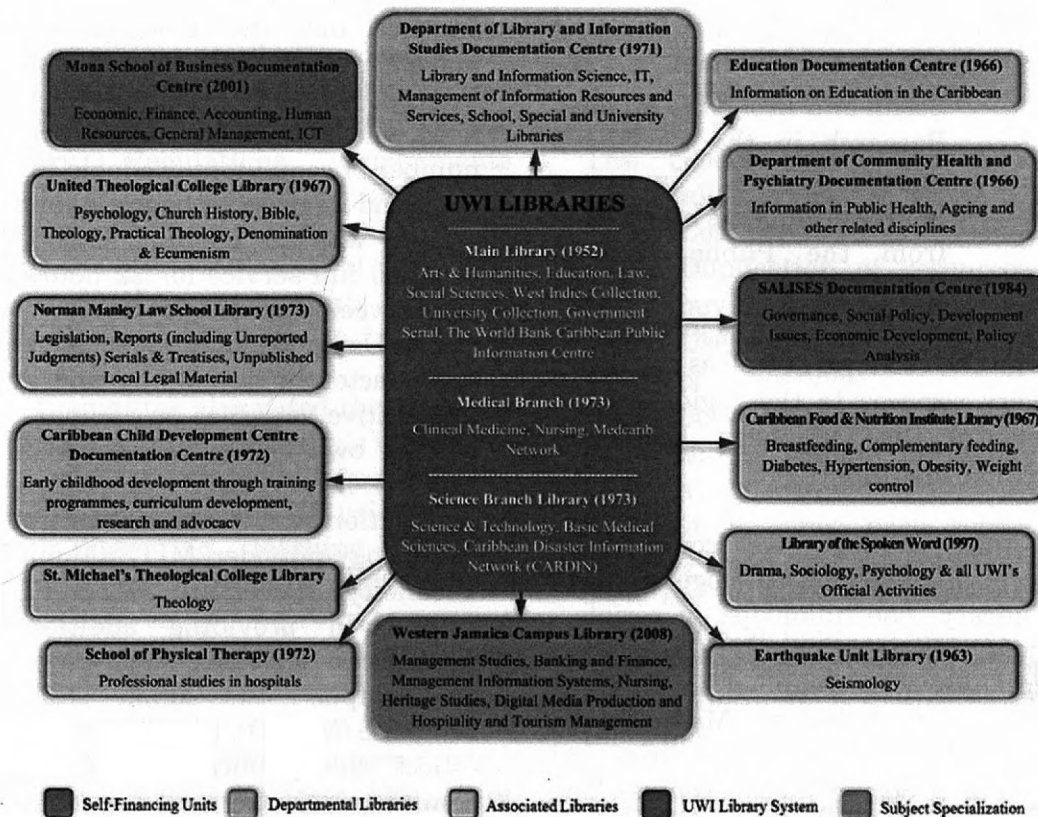 Department of Library and Information
Studies Documentation Centre (1971)
Library and Information Science, IT,
Management of Information Resources and
Services, School, Special and University
Libraries
Mona School of Business Documentation
Centre (2001)
Economic, Finance, Accounting, Human
Resources, General Management, ICT
Education Documentation Centre (1966)
Information on Education in the Caribbean
United Theological College Library (1967)
Psychology, Church History, Bible,
Theology, Practical Theology, Denomination
& Ecumenism
Department of Community Health and
Psychiatry Documentation Centre (1966)
Information in Public Health, Ageing and
other related disciplines
UWI LIBRARIES
Main Library (1952)
Arts & Humanities, Education, Law,
Social Sciences, West Indies Collection,
University Collection, Government
Serial, The World Bank Caribbean Public
Information Centre
Medical Branch (1973)
Clinical Medicine, Nursing, Medcarib
Network
Science Branch Library (1973)
Science & Technology, Basic Medical
Sciences, Caribbean Disaster Information
Network (CARDIN)
Norman Manley Law School Library (1973)
Legislation, Reports (including Unreported
Judgments) Serials & Treatises, Unpublished
Local Legal Material
SALISES Documentation Centre (1984)
Governance, Social Policy, Development
Issues, Economic Development, Policy
Analysis
Caribbean Child Development Centre
Documentation Centre (1972)
Early childhood development through training
programmes, curriculum development,
research and advocacy
Caribbean Food & Nutrition Institute Library (1967)
Breastfeeding, Complementary feeding,
Diabetes, Hypertension, Obesity, Weight
control
St. Michael's Theological College Library
Theology
Library of the Spoken Word (1997)
Drama, Sociology, Psychology & all UWI's
Official Activities
School of Physical Therapy (1972)
Professional studies in hospitals
Western Jamaica Campus Library (2008)
Management Studies, Banking and Finance,
Management Information Systems, Nursing,
Heritage Studies, Digital Media Production and
Hospitality and Tourism Management
Earthquake Unit Library (1963)
Seismology
Self-Financing Units
Departmental Libraries
Associated Libraries
UWI Library System
Subject Specialization